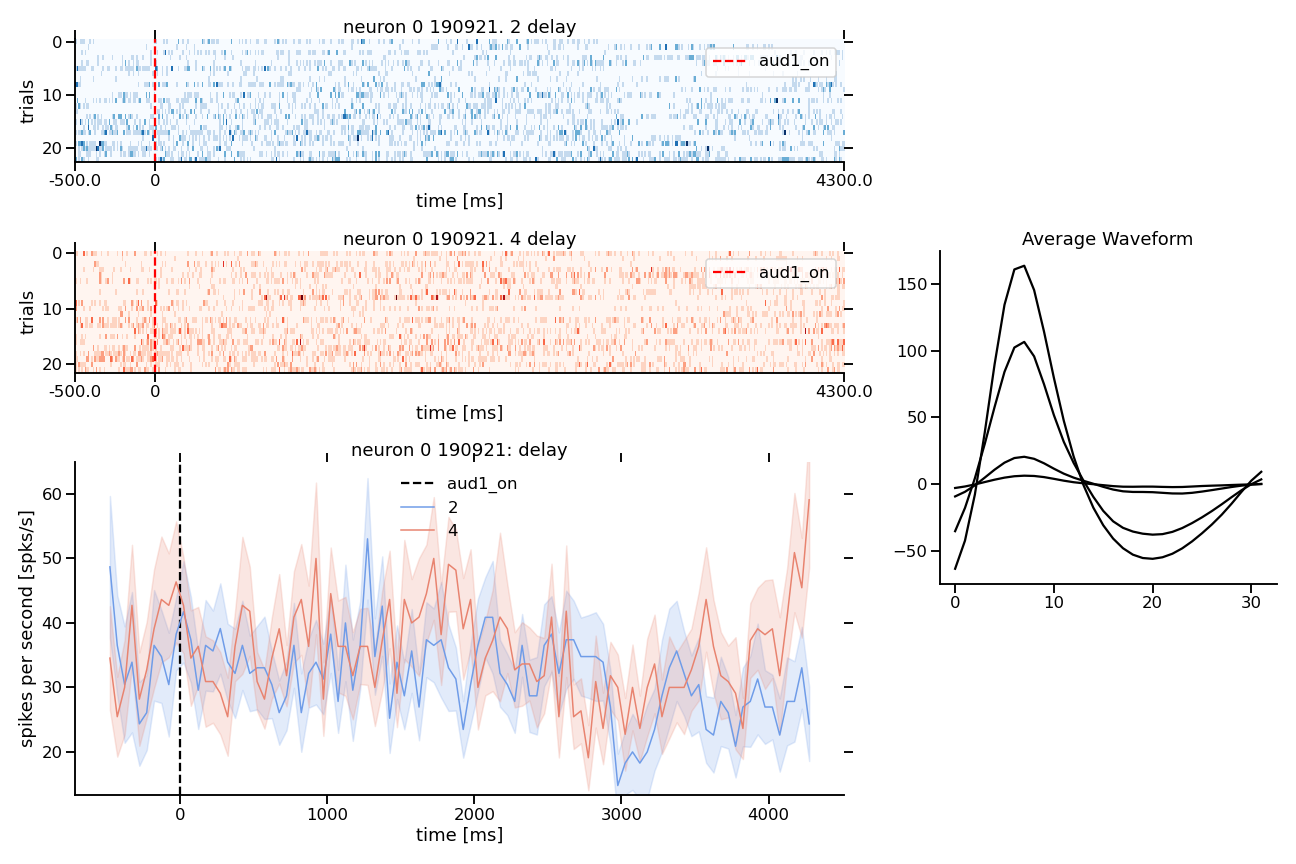 neuron 0 190921. 2 delay
0
10
20
trials
aud1_on
-500.0
0
4300.0
time [ms]
neuron 0 190921. 4 delay
0
10
20
trials
aud1_on
-500.0
0
4300.0
time [ms]
neuron 0 190921: delay
60
50
40
30
20
spikes per second [spks/s]
aud1_on
2
4
0
1000
2000
3000
4000
time [ms]
Average Waveform
150
100
50
0
−50
0
10
20
30